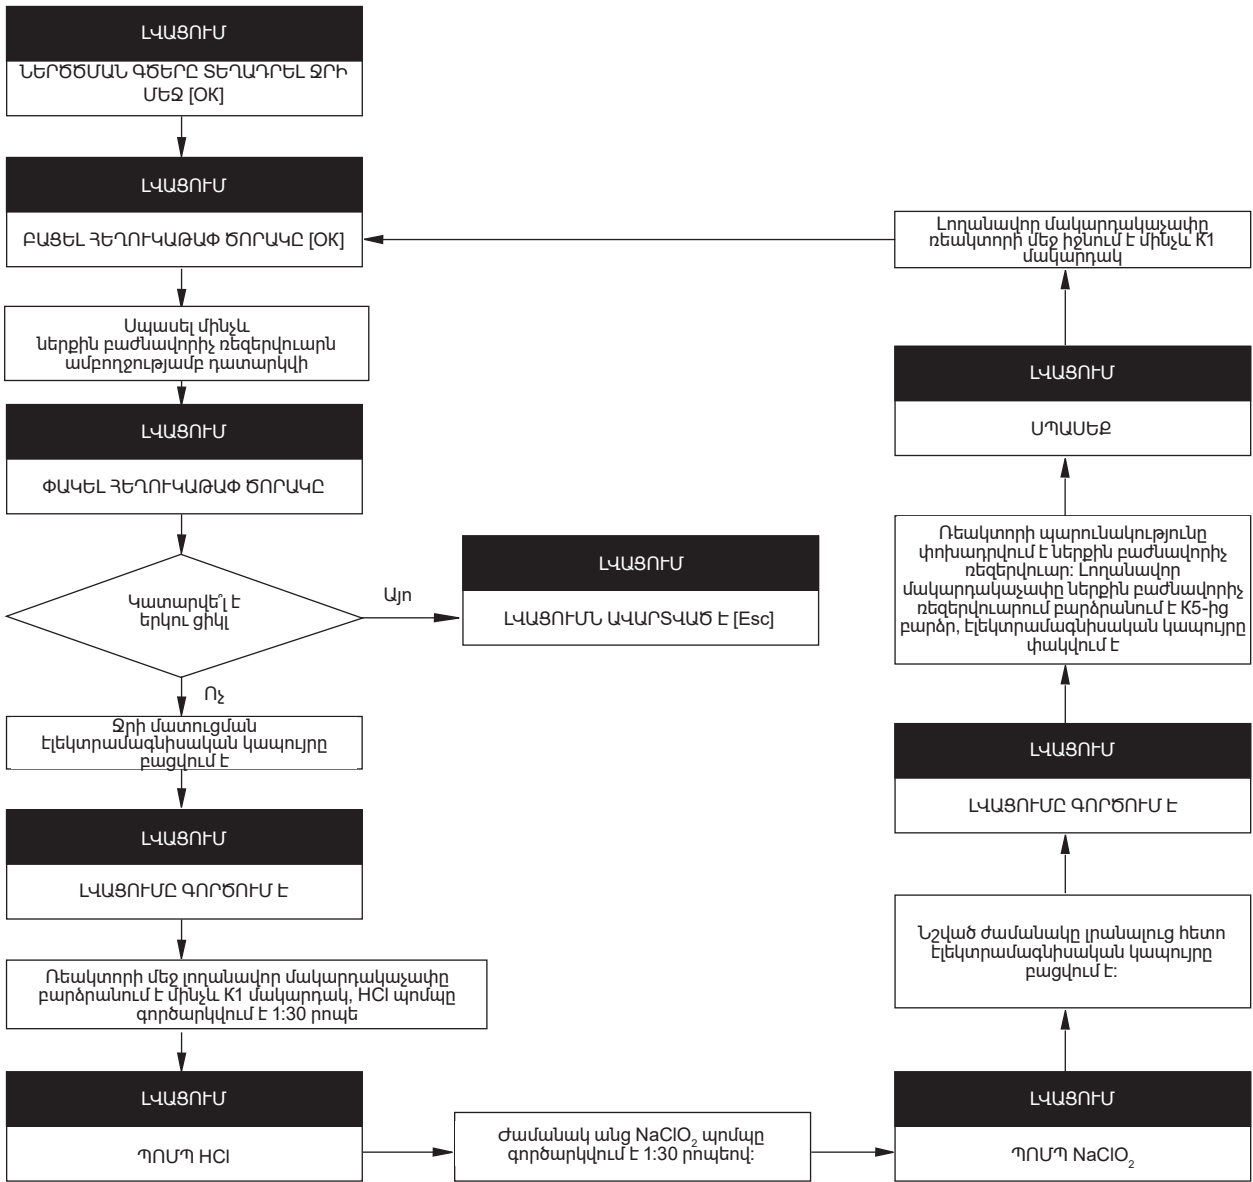 ԼՎԱՑՈՒՄ
ՆԵՐԾԾՄԱՆ ԳԾԵՐԸ ՏԵՂԱԴՐԵԼ ՋՐԻ
ՄԵՋ [OK]
ԼՎԱՑՈՒՄ
ԲԱՑԵԼ ՀԵՂՈՒԿԱԹԱՓ ԾՈՐԱԿԸ [OK]
Սպասել մինչև
ներքին բաժնավորիչ ռեզերվուարն
ամբողջությամբ դատարկվի
ԼՎԱՑՈՒՄ
ՓԱԿԵԼ ՀԵՂՈՒԿԱԹԱՓ ԾՈՐԱԿԸ
Կատարվե՞լ է
երկու ցիկլ
Այո
ԼՎԱՑՈՒՄ
ԼՎԱՑՈՒՄՆ ԱՎԱՐՏՎԱԾ Է [Esc]
Ոչ
Ջրի մատուցման
էլեկտրամագնիսական կապույրը
բացվում է
ԼՎԱՑՈՒՄ
ԼՎԱՑՈՒՄԸ ԳՈՐԾՈՒՄ Է
Ռեակտորի մեջ լողանավոր մակարդակաչափը
բարձրանում է մինչև K1 մակարդակ, HCl պոմպը
գործարկվում է 1:30 րոպե
ԼՎԱՑՈՒՄ
ՊՈՄՊ HCl
Ժամանակ անց NaClO₂ պոմպը
գործարկվում է 1:30 րոպեով:
ԼՎԱՑՈՒՄ
ՊՈՄՊ NaClO₂
Նշված ժամանակը լրանալուց հետո
էլեկտրամագնիսական կապույրը
բացվում է:
ԼՎԱՑՈՒՄ
ԼՎԱՑՈՒՄԸ ԳՈՐԾՈՒՄ Է
Ռեակտորի պարունակությունը
փոխադրվում է ներքին բաժնավորիչ
ռեզերվուար: Լողանավոր
մակարդակաչափը ներքին բաժնավորիչ
ռեզերվուարում բարձրանում է K5-ից
բարձր, էլեկտրամագնիսական կապույրը
փակվում է
ԼՎԱՑՈՒՄ
ՍՊԱՍԵՔ
Լողանավոր մակարդակաչափը
ռեակտորի մեջ իջնում է մինչև K1
մակարդակ